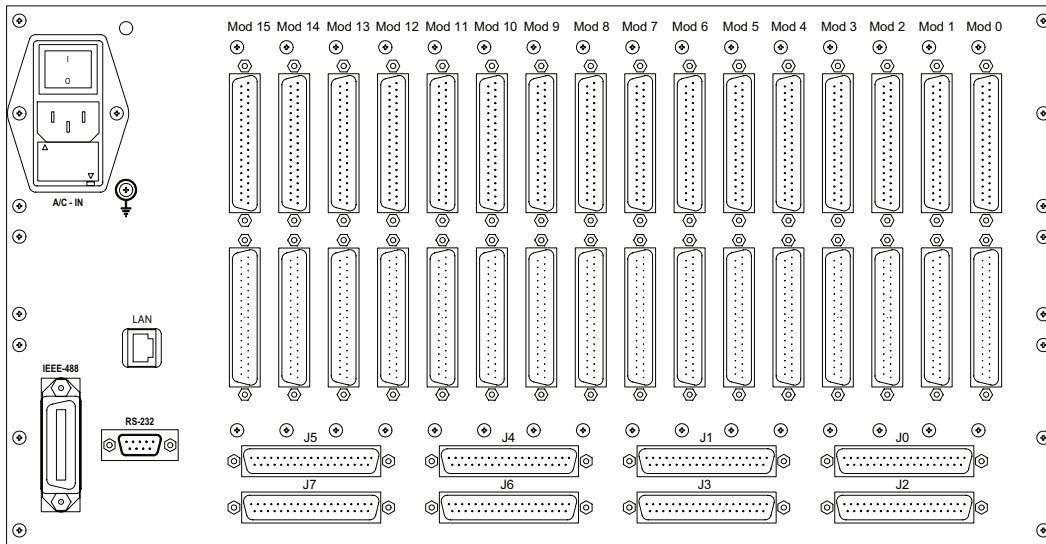 Mod 15 Mod 14 Mod 13 Mod 12 Mod 11 Mod 10 Mod 9 Mod 8 Mod 7 Mod 6 Mod 5 Mod 4 Mod 3 Mod 2 Mod 1 Mod 0
I
O
A/C - IN
LAN
IEEE-488
RS-232
J5 J4 J1 J0
J7 J6 J3 J2